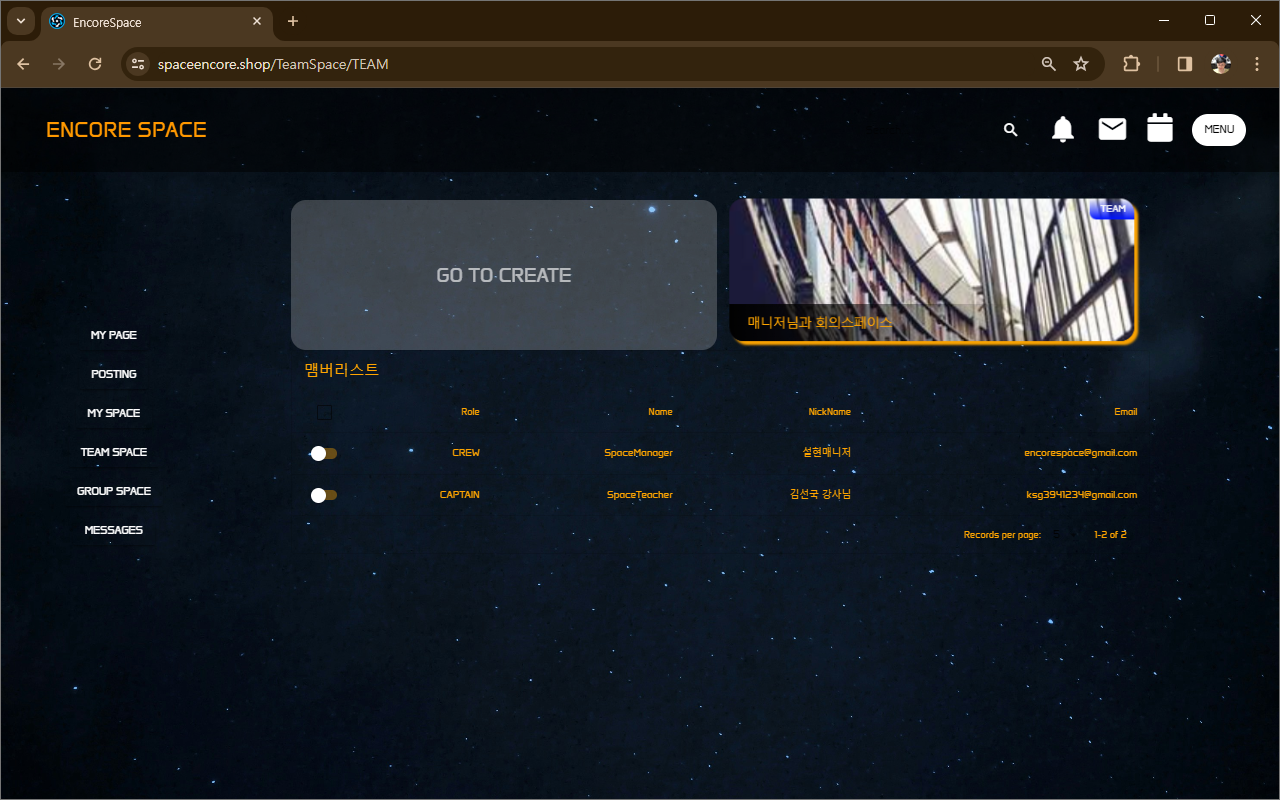 EncoreSpace
spaceencore.shop/TeamSpace/TEAM
ENCORE SPACE
MENU
GO TO CREATE
TEAM
매니저님과 회의스페이스
MY PAGE
POSTING
MY SPACE
TEAM SPACE
GROUP SPACE
MESSAGES
맴버리스트
Role Name NickName Email
CREW SpaceManager 설현매니저 encorespace@gmail.com
CAPTAIN SpaceTeacher 김선국 강사님 ksg3941234@gmail.com
Records per page: 1-2 of 2